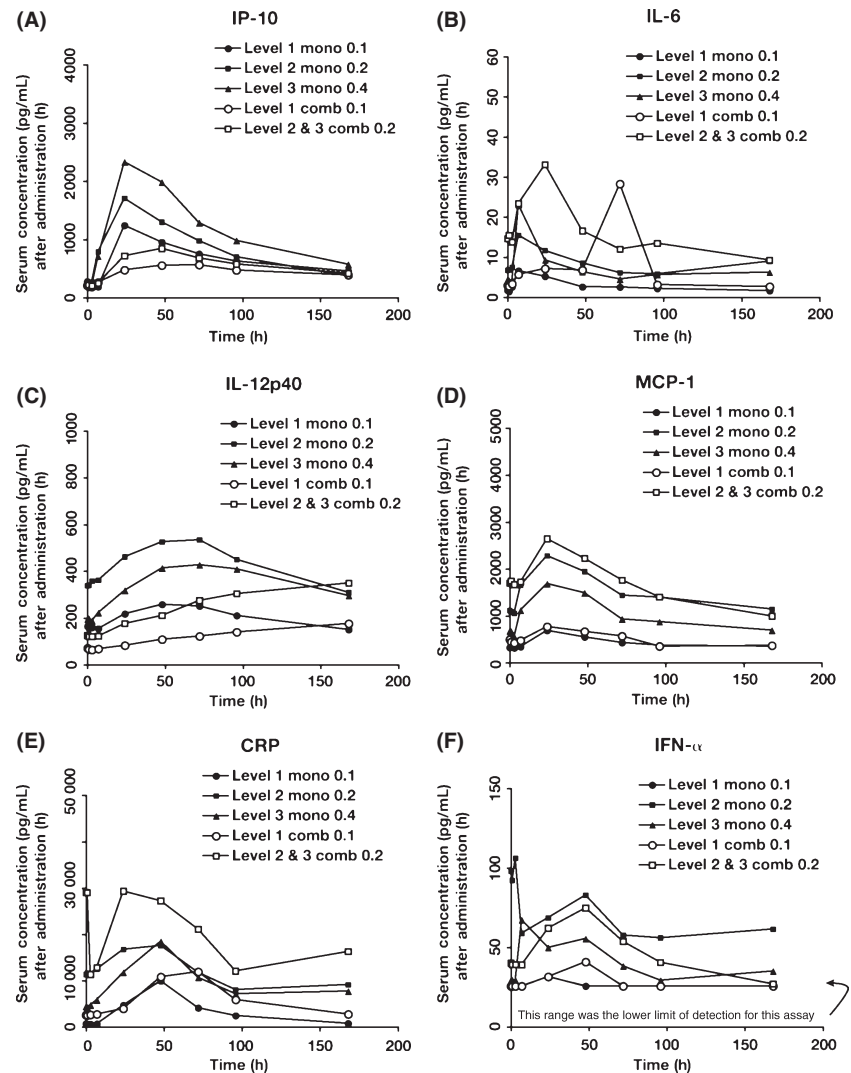 (A)
IP-10
Level 1 mono 0.1
Level 2 mono 0.2
Level 3 mono 0.4
Level 1 comb 0.1
Level 2 & 3 comb 0.2
Serum concentration (pg/mL)
after administration (h)
4000
3000
2000
1000
0
0
50
100
150
200
Time (h)
(B)
IL-6
Level 1 mono 0.1
Level 2 mono 0.2
Level 3 mono 0.4
Level 1 comb 0.1
Level 2 & 3 comb 0.2
Serum concentration (pg/mL)
after administration (h)
60
50
40
30
20
10
0
0
50
100
150
200
Time (h)
(C)
IL-12p40
Level 1 mono 0.1
Level 2 mono 0.2
Level 3 mono 0.4
Level 1 comb 0.1
Level 2 & 3 comb 0.2
Serum concentration (pg/mL)
after administration (h)
1000
800
600
400
200
0
0
50
100
150
200
Time (h)
(D)
MCP-1
Level 1 mono 0.1
Level 2 mono 0.2
Level 3 mono 0.4
Level 1 comb 0.1
Level 2 & 3 comb 0.2
Serum concentration (pg/mL)
after administration (h)
5000
4000
3000
2000
1000
0
0
50
100
150
200
Time (h)
(E)
CRP
Level 1 mono 0.1
Level 2 mono 0.2
Level 3 mono 0.4
Level 1 comb 0.1
Level 2 & 3 comb 0.2
Serum concentration (pg/mL)
after administration (h)
50 000
30 000
10 000
0
0
50
100
150
200
Time (h)
(F)
IFN-α
Level 1 mono 0.1
Level 2 mono 0.2
Level 3 mono 0.4
Level 1 comb 0.1
Level 2 & 3 comb 0.2
Serum concentration (pg/mL)
after administration (h)
150
100
50
0
This range was the lower limit of detection for this assay
0
50
100
150
200
Time (h)